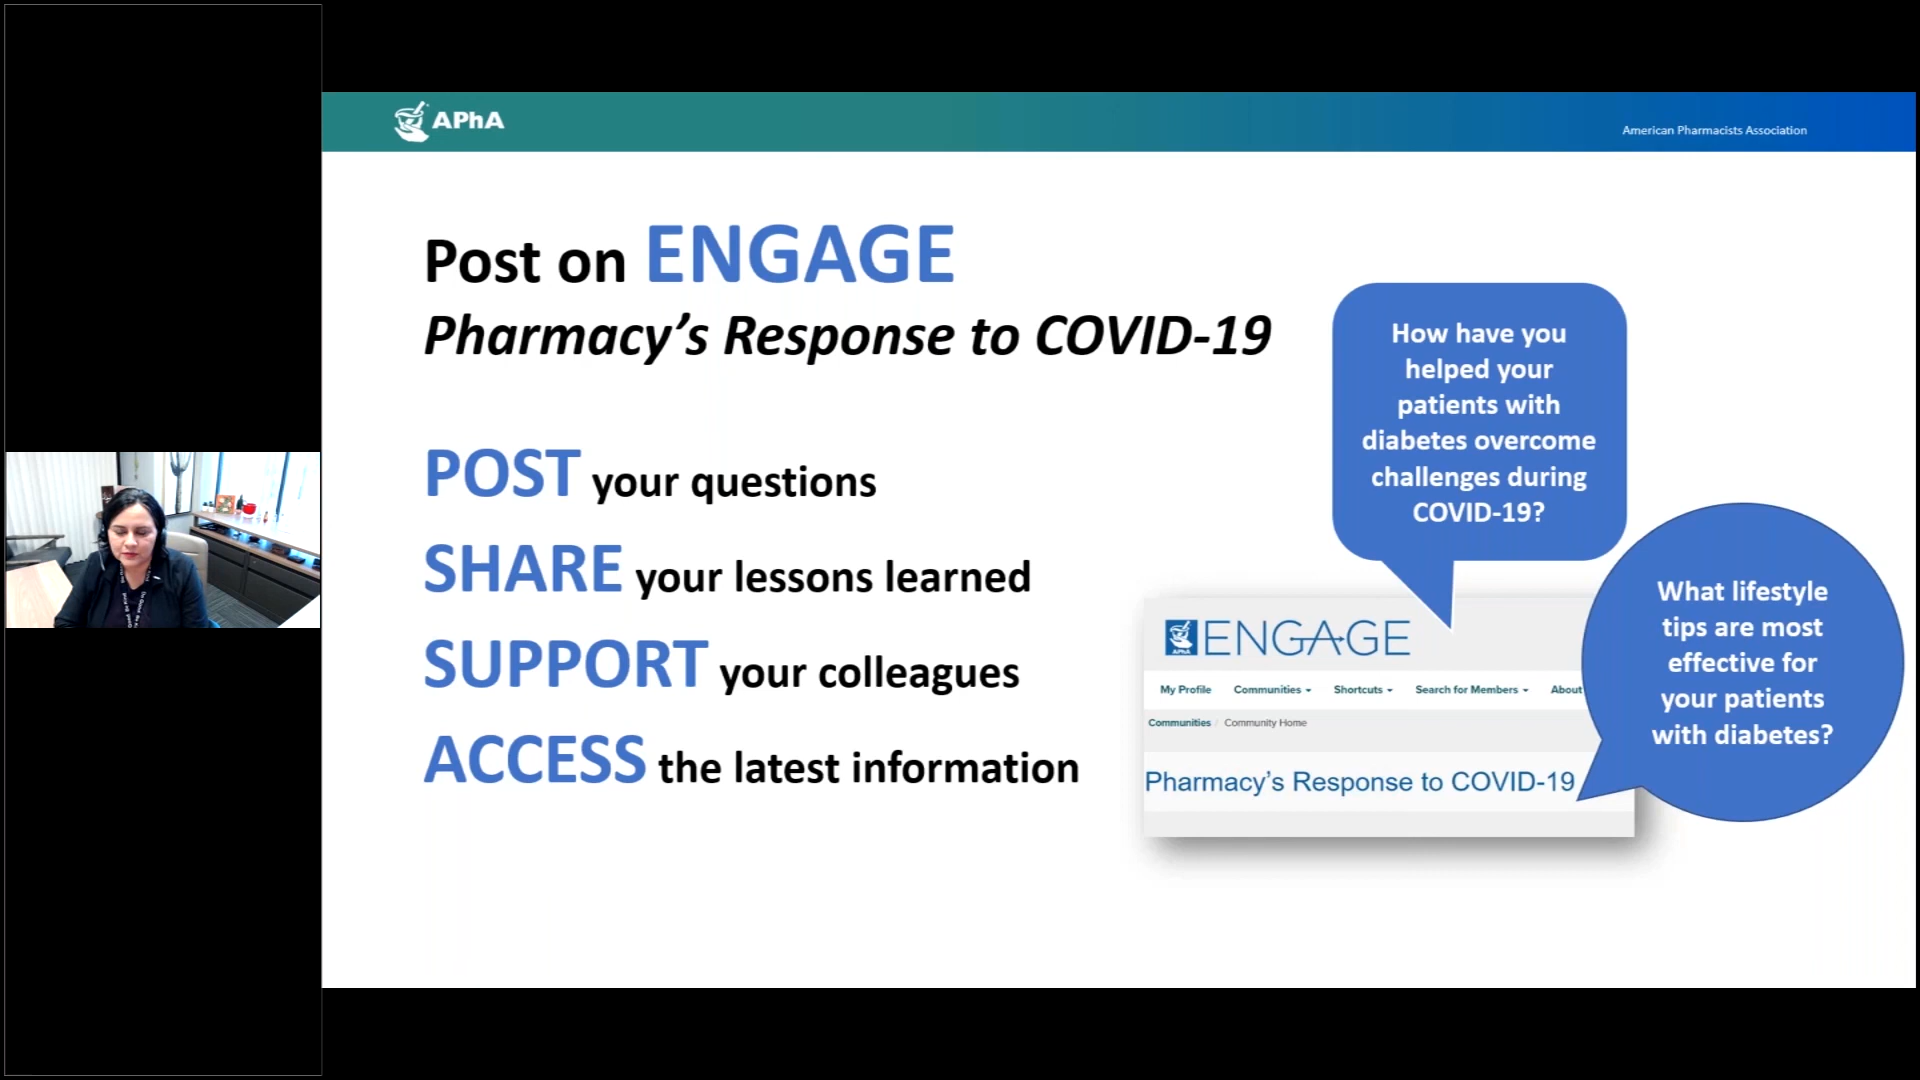 APhA
American Pharmacists Association
Post on ENGAGE
Pharmacy's Response to COVID-19
POST your questions
SHARE your lessons learned
SUPPORT your colleagues
ACCESS the latest information
How have you
helped your
patients with
diabetes overcome
challenges during
COVID-19?
What lifestyle
tips are most
effective for
your patients
with diabetes?
APhA ENGAGE
My Profile Communities Shortcuts Search for Members About
Communities / Community Home
Pharmacy's Response to COVID-19